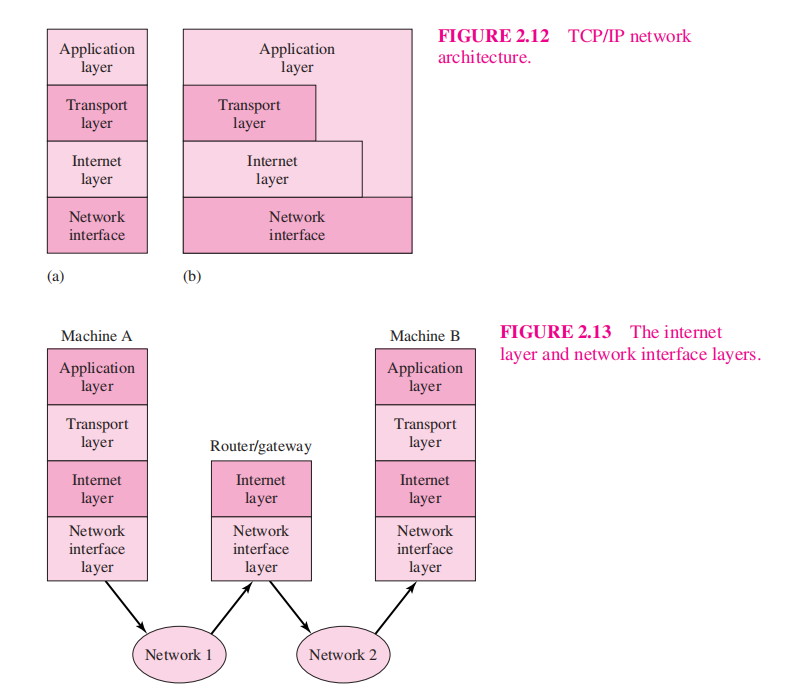 Application
layer
Transport
layer
Internet
layer
Network
interface
(a)
Application
layer
Transport
layer
Internet
layer
Network
interface
(b)
FIGURE 2.12 TCP/IP network
architecture.
Machine A
Application
layer
Transport
layer
Internet
layer
Network
interface
layer
Router/gateway
Internet
layer
Network
interface
layer
Machine B
Application
layer
Transport
layer
Internet
layer
Network
interface
layer
Network 1
Network 2
FIGURE 2.13 The internet
layer and network interface layers.